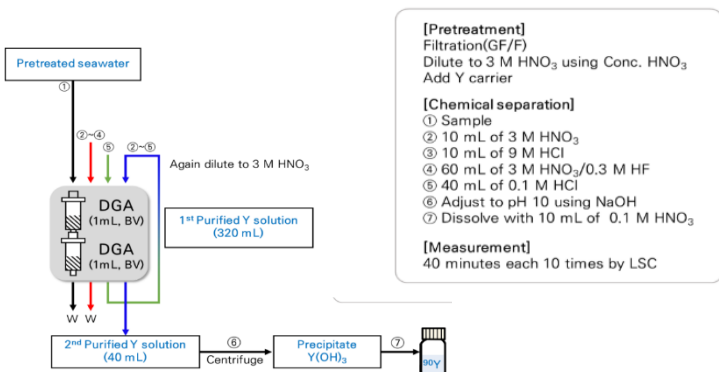 Pretreated seawater
①
②~④
⑤
②~⑤
Again dilute to 3 M HNO₃
DGA
(1mL, BV)
DGA
(1mL, BV)
1st Purified Y solution
(320 mL)
W W
2nd Purified Y solution
(40 mL)
⑥
Centrifuge
Precipitate
Y(OH)₃
⑦
90Y
[Pretreatment]
Filtration(GF/F)
Dilute to 3 M HNO₃ using Conc. HNO₃
Add Y carrier
[Chemical separation]
① Sample
② 10 mL of 3 M HNO₃
③ 10 mL of 9 M HCl
④ 60 mL of 3 M HNO₃/0.3 M HF
⑤ 40 mL of 0.1 M HCl
⑥ Adjust to pH 10 using NaOH
⑦ Dissolve with 10 mL of 0.1 M HNO₃
[Measurement]
40 minutes each 10 times by LSC